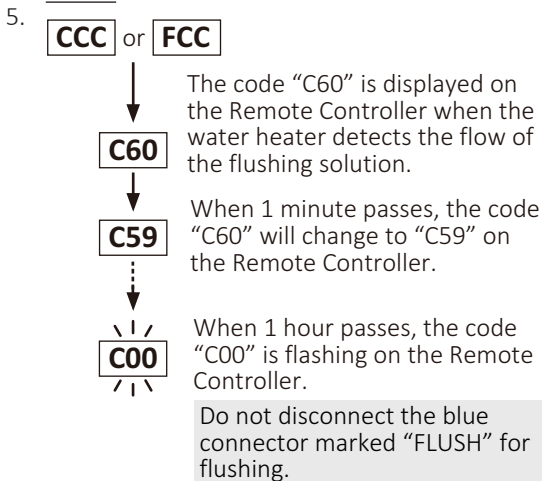 5.
CCC or FCC
The code “C60” is displayed on
the Remote Controller when the
C60
water heater detects the flow of
the flushing solution.
When 1 minute passes, the code
C59
“C60” will change to “C59” on
the Remote Controller.
When 1 hour passes, the code
C00
“C00” is flashing on the Remote
Controller.
Do not disconnect the blue
connector marked “FLUSH” for
flushing.